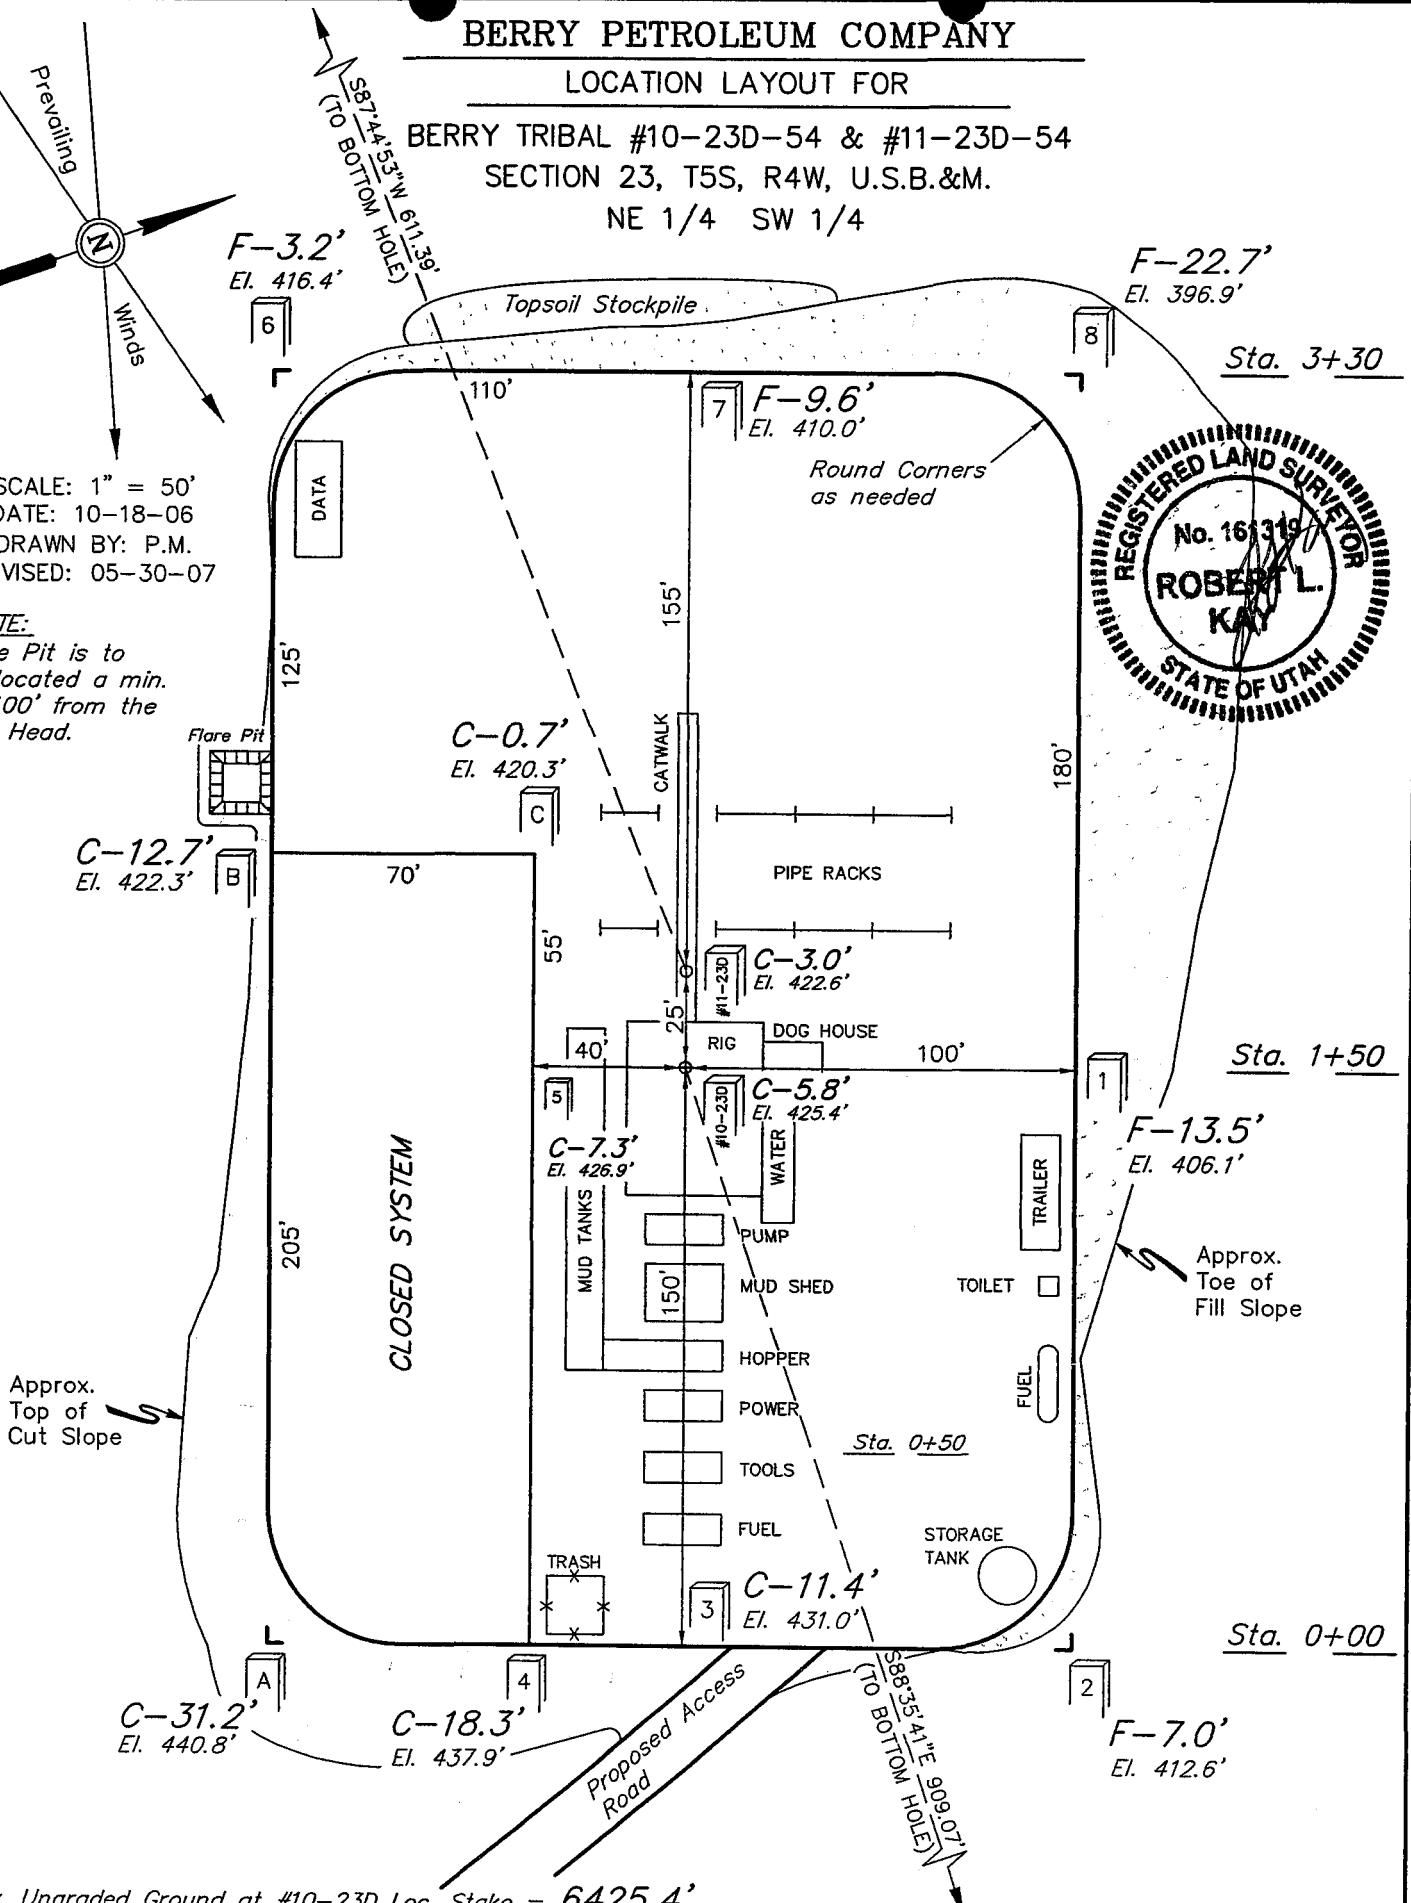 BERRY PETROLEUM COMPANY
LOCATION LAYOUT FOR
BERRY TRIBAL #10-23D-54 & #11-23D-54
SECTION 23, T5S, R4W, U.S.B.&M.
NE 1/4 SW 1/4
Prevailing
N
Winds
S87°44'53"W 611.39'
(TO BOTTOM HOLE)
F-3.2'
El. 416.4'
6
Topsoil Stockpile
F-22.7'
El. 396.9'
8
Sta. 3+30
110'
7
F-9.6'
El. 410.0'
Round Corners
as needed
REGISTERED LAND SURVEYOR
No. 161319
ROBERT L.
KAY
STATE OF UTAH
SCALE: 1" = 50'
DATE: 10-18-06
DRAWN BY: P.M.
VISED: 05-30-07
TE:
e Pit is to
located a min.
00' from the
Head.
DATA
155'
125'
Flare Pit
C-0.7'
El. 420.3'
C
CATWALK
180'
C-12.7'
El. 422.3'
B
70'
PIPE RACKS
55'
#11-23D
C-3.0'
El. 422.6'
25'
RIG
DOG HOUSE
40'
100'
Sta. 1+50
5
#10-23D
C-5.8'
El. 425.4'
1
F-13.5'
El. 406.1'
C-7.3'
El. 426.9'
WATER
TRAILER
CLOSED SYSTEM
MUD TANKS
205'
PUMP
150'
MUD SHED
TOILET
Approx.
Toe of
Fill Slope
HOPPER
FUEL
Approx.
Top of
Cut Slope
POWER
Sta. 0+50
TOOLS
FUEL
STORAGE
TANK
TRASH
3
C-11.4'
El. 431.0'
Sta. 0+00
A
C-31.2'
El. 440.8'
4
C-18.3'
El. 437.9'
Proposed Access
Road
S88°35'41"E 909.07'
(TO BOTTOM HOLE)
2
F-7.0'
El. 412.6'
Ungraded Ground at #10-23D Loc. Stake = 6425.4'